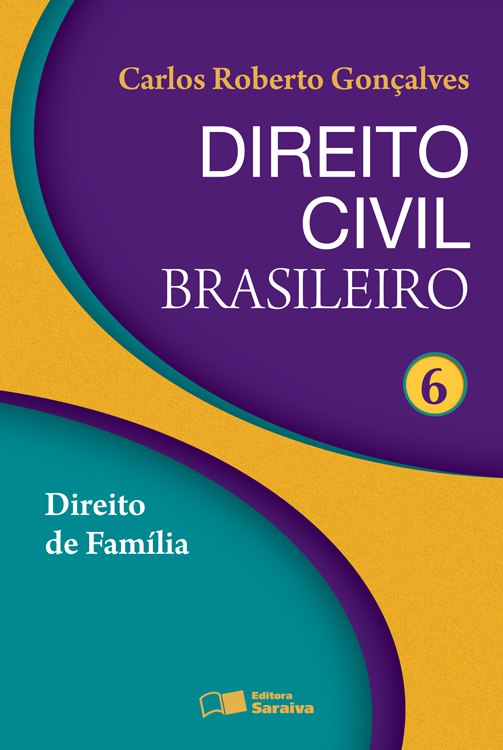 Carlos Roberto Gonçalves
DIREITO
CIVIL
BRASILEIRO
6
Direito
de Família
Editora
Saraiva